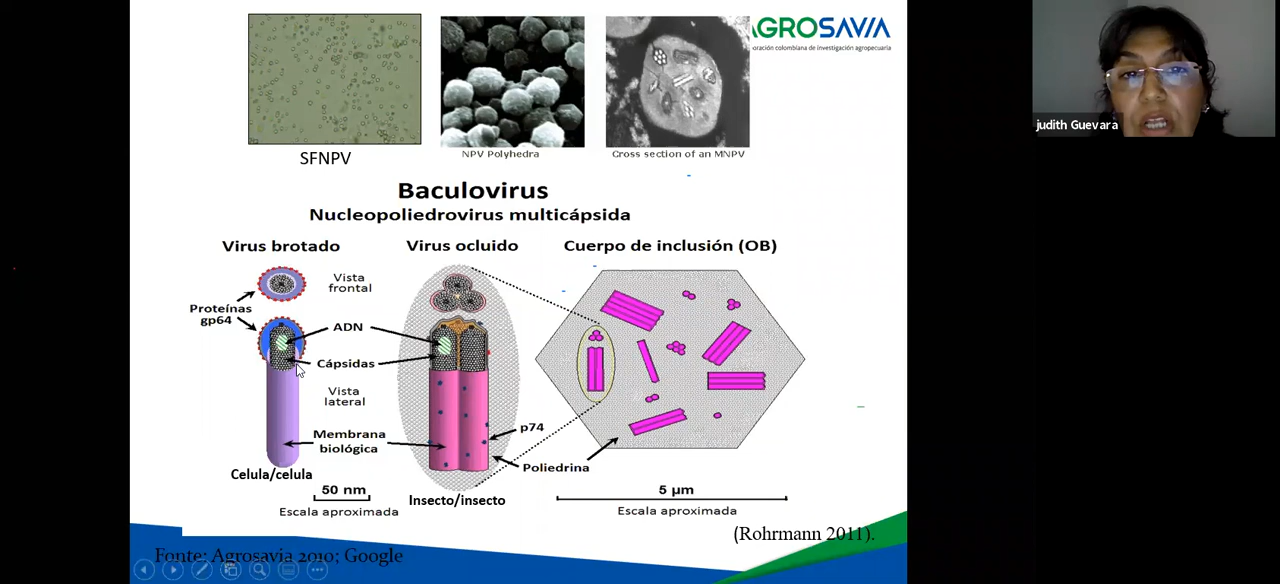 AGROSAVIA
oración colombiana de investigación agropecuaria
judith Guevara
SFNPV
NPV Polyhedra
Cross section of an MNPV
Baculovirus
Nucleopoliedrovirus multicápsida
Virus brotado
Virus ocluido
Cuerpo de inclusión (OB)
Vista
frontal
Proteínas
gp64
ADN
Cápsidas
Vista
lateral
Membrana
biológica
p74
Poliedrina
Celula/celula
50 nm
Escala aproximada
Insecto/insecto
5 µm
Escala aproximada
(Rohrmann 2011).
Fonte: Agrosavia 2010; Google